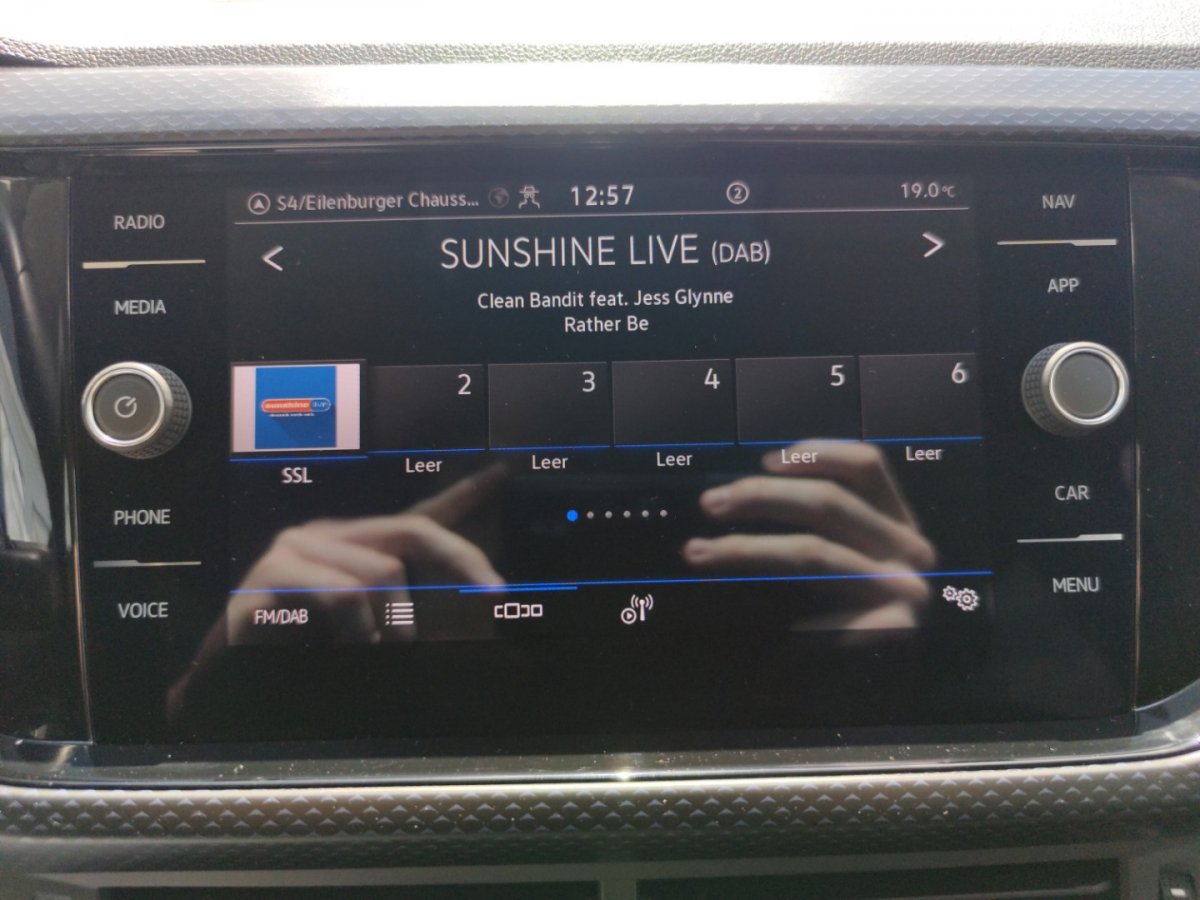 S4/Eilenburger Chauss...
12:57
2
19.0°C
RADIO
NAV
SUNSHINE LIVE (DAB)
MEDIA
APP
Clean Bandit feat. Jess Glynne
Rather Be
sunshine live
2
3
4
5
6
SSL
Leer
Leer
Leer
Leer
Leer
PHONE
CAR
VOICE
MENU
FM/DAB